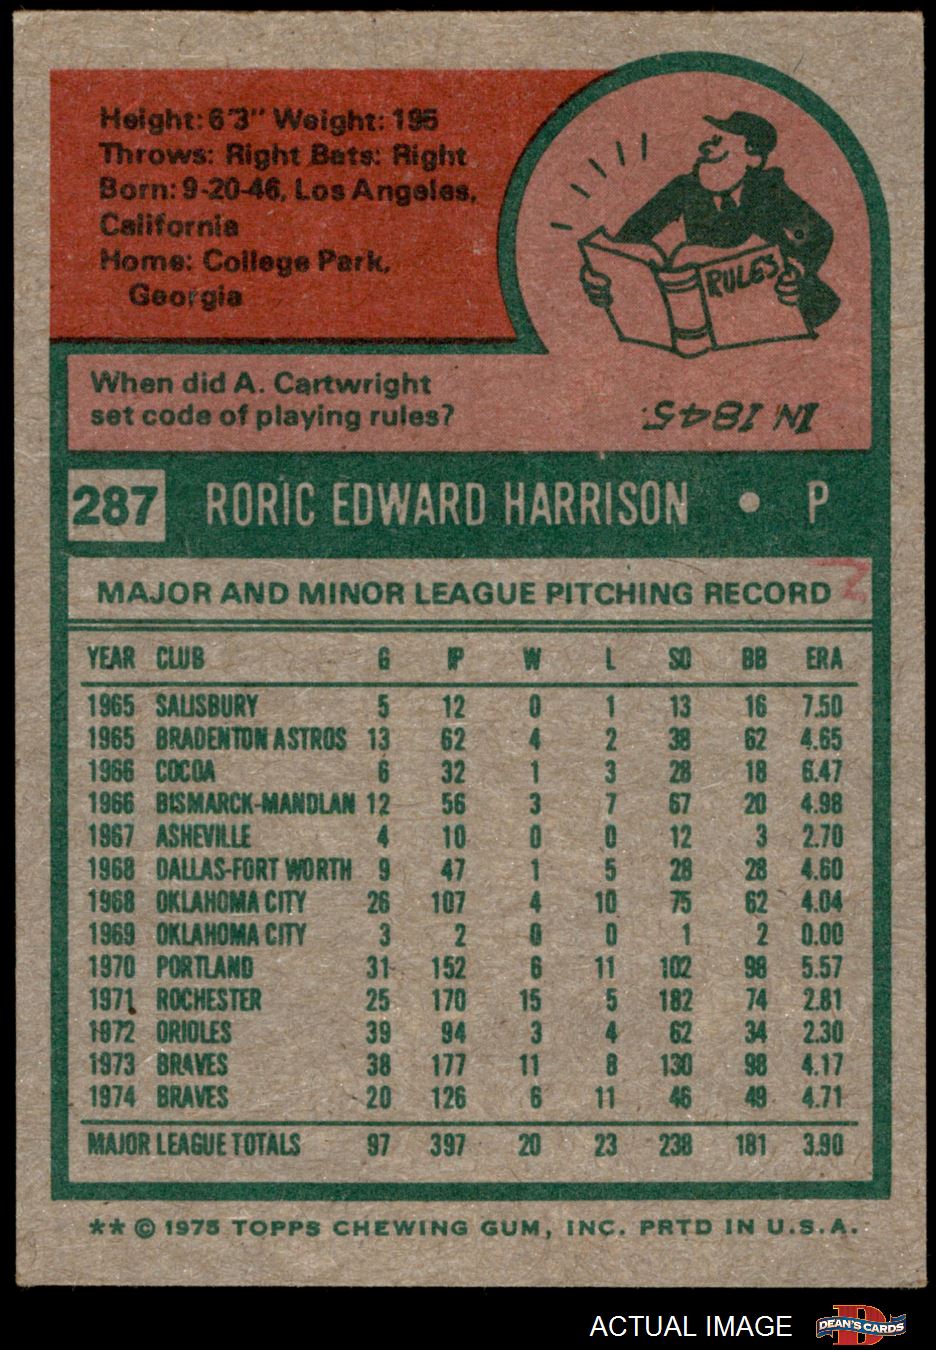 Height: 6'3" Weight: 195
Throws: Right Bats: Right
Born: 9-20-46, Los Angeles,
California
Home: College Park,
Georgia
RULES
When did A. Cartwright
set code of playing rules?
IN 1845.
287 RORIC EDWARD HARRISON • P
MAJOR AND MINOR LEAGUE PITCHING RECORD
YEAR CLUB G IP W L SO BB ERA
1965 SALISBURY 5 12 0 1 13 16 7.50
1965 BRADENTON ASTROS 13 62 4 2 38 62 4.65
1966 COCOA 6 32 1 3 28 18 6.47
1966 BISMARCK-MANDLAN 12 56 3 7 67 20 4.98
1967 ASHEVILLE 4 10 0 0 12 3 2.70
1968 DALLAS-FORT WORTH 9 47 1 5 28 28 4.60
1968 OKLAHOMA CITY 26 107 4 10 75 62 4.04
1969 OKLAHOMA CITY 3 2 0 0 1 2 0.00
1970 PORTLAND 31 152 6 11 102 98 5.57
1971 ROCHESTER 25 170 15 5 182 74 2.81
1972 ORIOLES 39 94 3 4 62 34 2.30
1973 BRAVES 38 177 11 8 130 98 4.17
1974 BRAVES 20 126 6 11 46 49 4.71
MAJOR LEAGUE TOTALS 97 397 20 23 238 181 3.90
** © 1975 TOPPS CHEWING GUM, INC. PRTD IN U.S.A.
ACTUAL IMAGE
DEAN'S CARDS